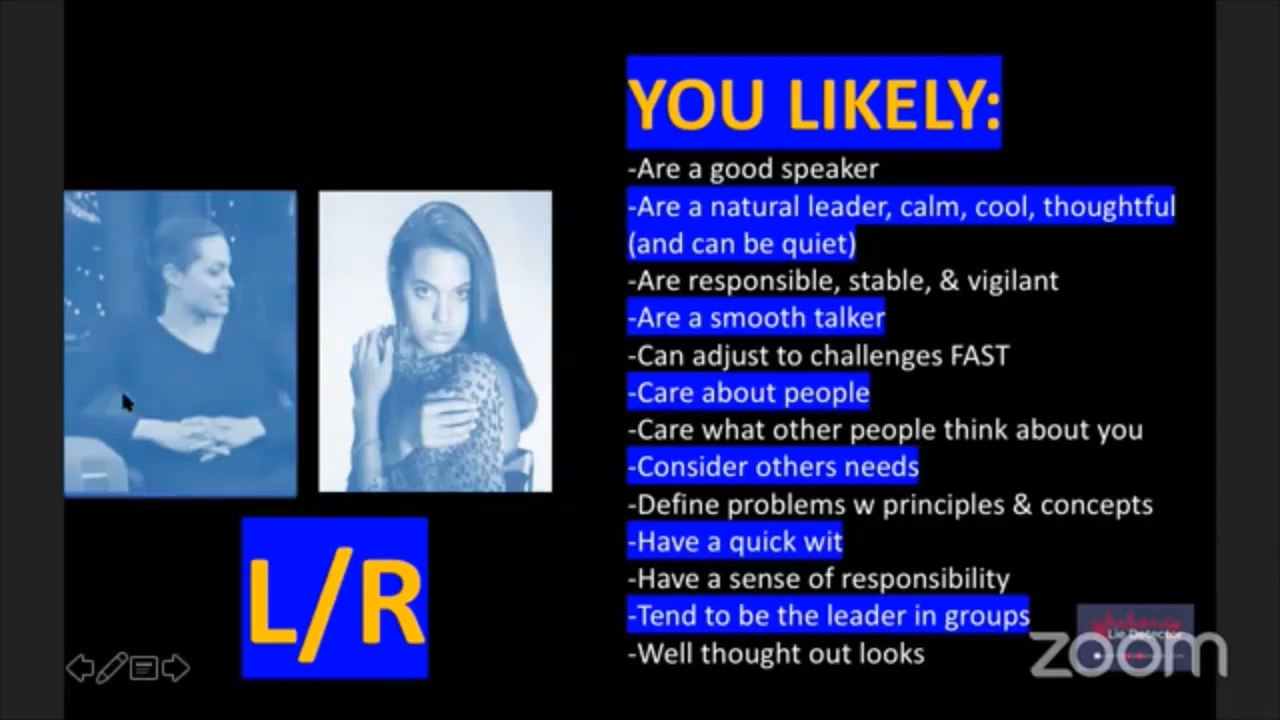 YOU LIKELY:
-Are a good speaker
-Are a natural leader, calm, cool, thoughtful
(and can be quiet)
-Are responsible, stable, & vigilant
-Are a smooth talker
-Can adjust to challenges FAST
-Care about people
-Care what other people think about you
-Consider others needs
-Define problems w principles & concepts
-Have a quick wit
-Have a sense of responsibility
-Tend to be the leader in groups
-Well thought out looks
L/R
Lie Detector
zoom